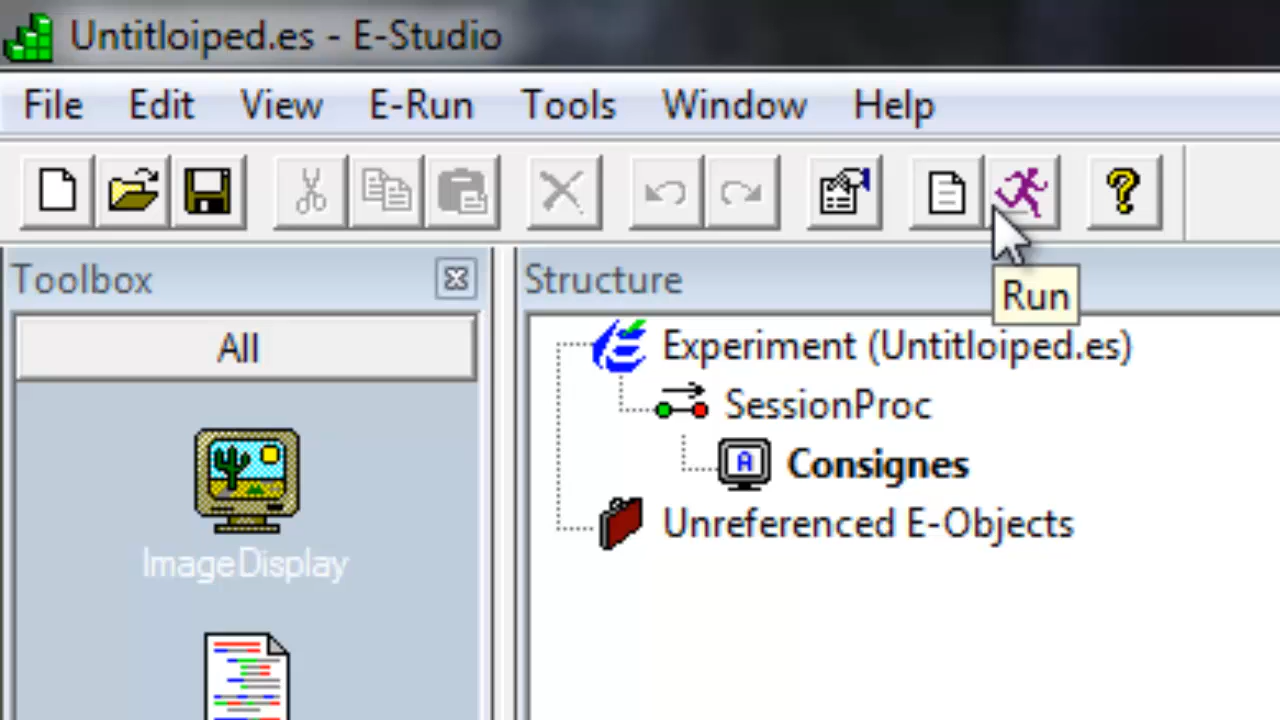 Untitloiped.es - E-Studio
File Edit View E-Run Tools Window Help
Run
Toolbox
All
ImageDisplay
Structure
Experiment (Untitloiped.es)
SessionProc
A Consignes
Unreferenced E-Objects